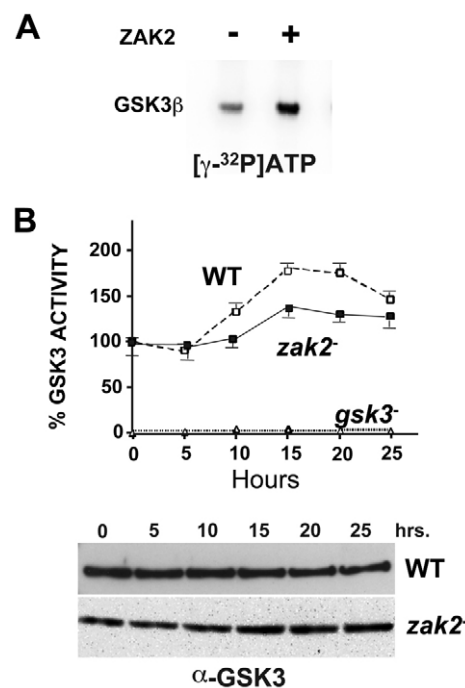 A
ZAK2 - +
GSK3β
[γ-³²P]ATP
B
% GSK3 ACTIVITY
200
150
100
50
0
WT
zak2⁻
gsk3⁻
0 5 10 15 20 25
Hours
0 5 10 15 20 25 hrs.
WT
zak2⁻
α-GSK3